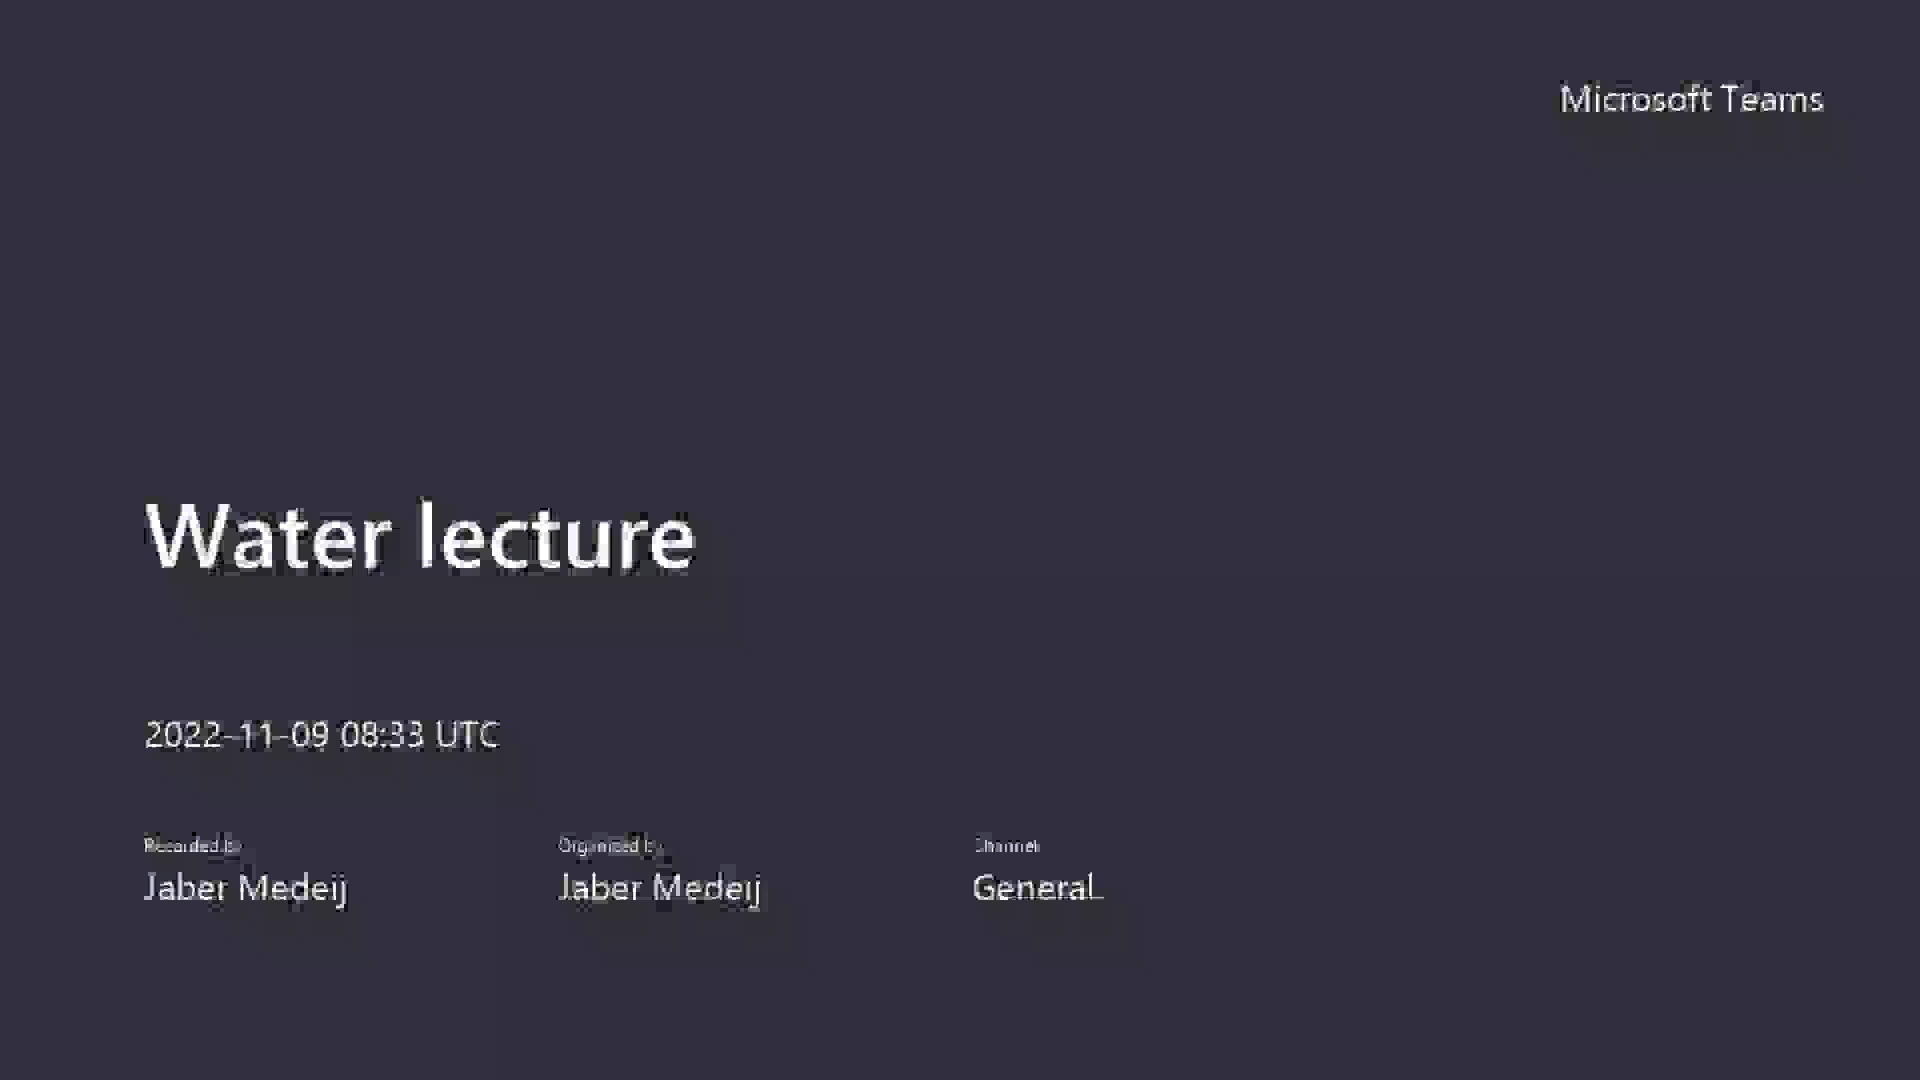 Microsoft Teams
Water lecture
2022-11-09 08:33 UTC
Recorded by
Organized by
Channel
Jaber Medeij
Jaber Medeij
General